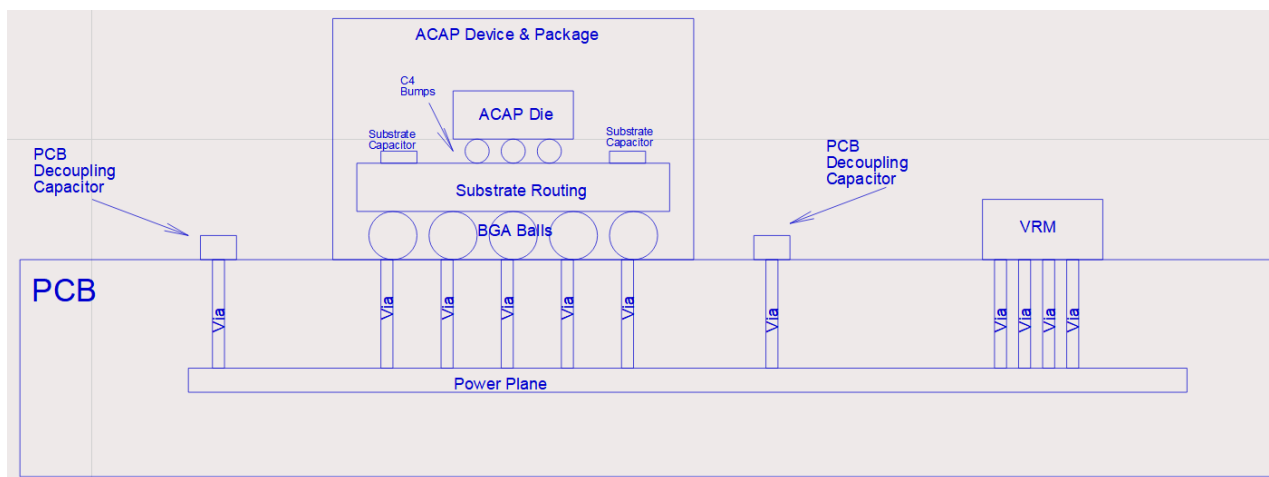 ACAP Device & Package
C4
Bumps
ACAP Die
Substrate
Capacitor
Substrate
Capacitor
PCB
Decoupling
Capacitor
PCB
Decoupling
Capacitor
Substrate Routing
BGA Balls
VRM
PCB
Via
Via
Via
Via
Via
Via
Via
Via
Via
Via
Via
Power Plane